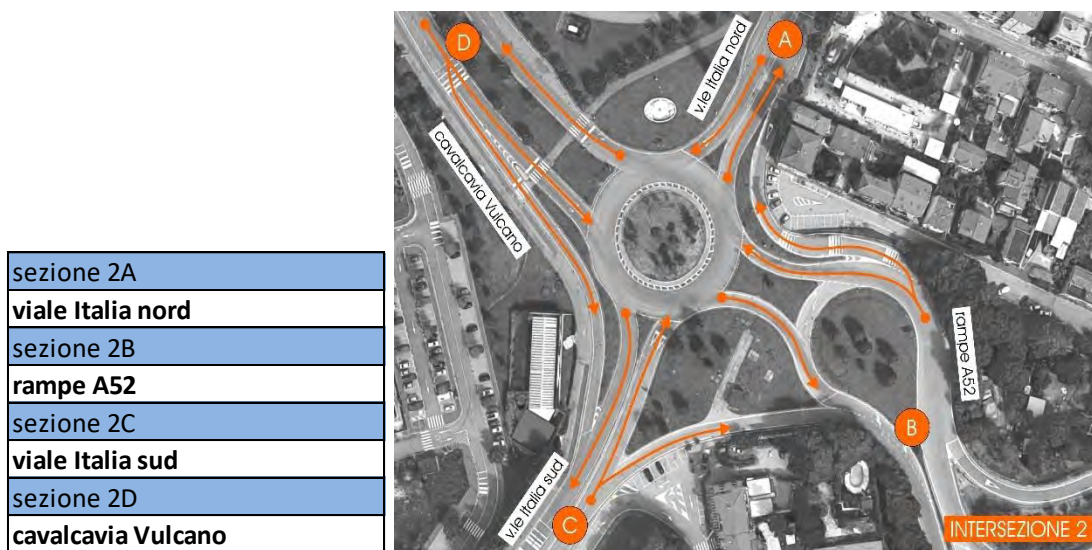 sezione 2A
viale Italia nord
sezione 2B
rampe A52
sezione 2C
viale Italia sud
sezione 2D
cavalcavia Vulcano
D
A
v.le Italia nord
cavalcavia Vulcano
rampe A52
B
v.le Italia sud
C
INTERSEZIONE 2